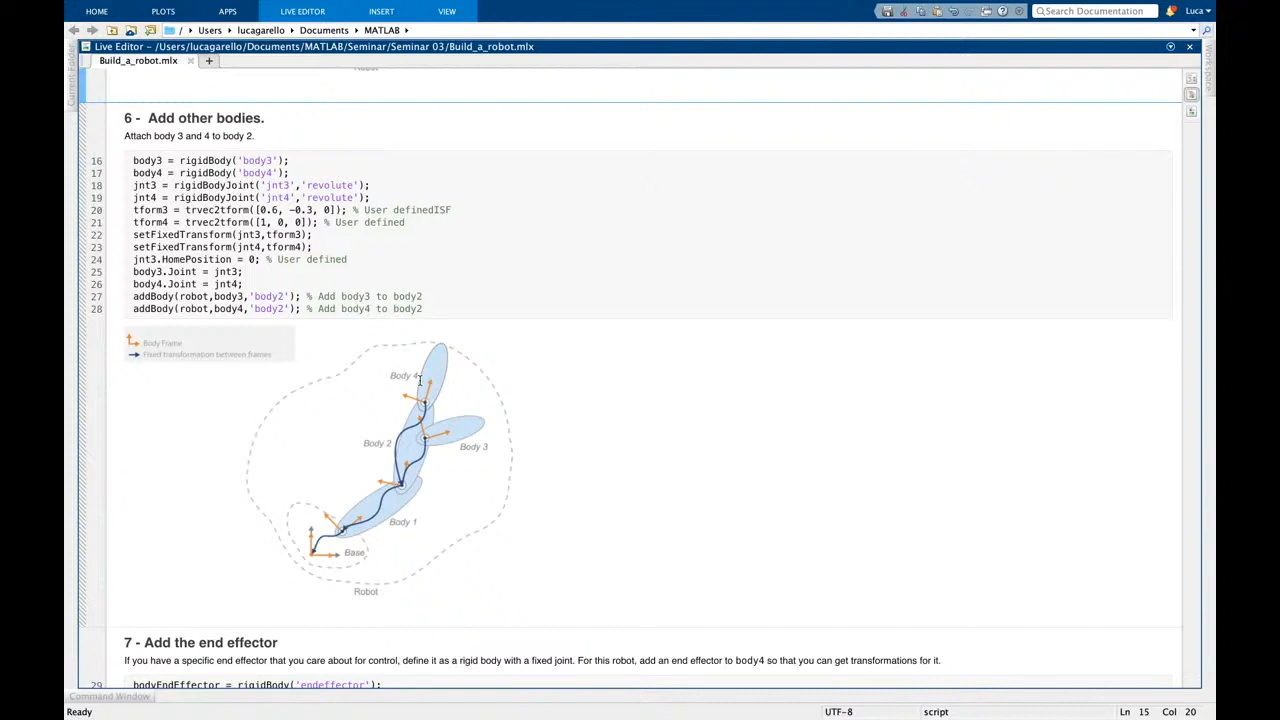 HOME PLOTS APPS LIVE EDITOR INSERT VIEW Search Documentation Luca
/ Users lucagarello Documents MATLAB
Live Editor - /Users/lucagarello/Documents/MATLAB/Seminar/Seminar 03/Build_a_robot.mlx
Build_a_robot.mlx
Current Folder
Workspace
Robot
6 - Add other bodies.
Attach body 3 and 4 to body 2.
16 body3 = rigidBody('body3');
17 body4 = rigidBody('body4');
18 jnt3 = rigidBodyJoint('jnt3','revolute');
19 jnt4 = rigidBodyJoint('jnt4','revolute');
20 tform3 = trvec2tform([0.6, -0.3, 0]); % User definedISF
21 tform4 = trvec2tform([1, 0, 0]); % User defined
22 setFixedTransform(jnt3,tform3);
23 setFixedTransform(jnt4,tform4);
24 jnt3.HomePosition = 0; % User defined
25 body3.Joint = jnt3;
26 body4.Joint = jnt4;
27 addBody(robot,body3,'body2'); % Add body3 to body2
28 addBody(robot,body4,'body2'); % Add body4 to body2
Body Frame
Fixed transformation between frames
Body 4
Body 2
Body 3
Body 1
Base
Robot
7 - Add the end effector
If you have a specific end effector that you care about for control, define it as a rigid body with a fixed joint. For this robot, add an end effector to body4 so that you can get transformations for it.
29 bodyEndEffector = rigidBody('endeffector');
Command Window
Ready UTF-8 script Ln 15 Col 20